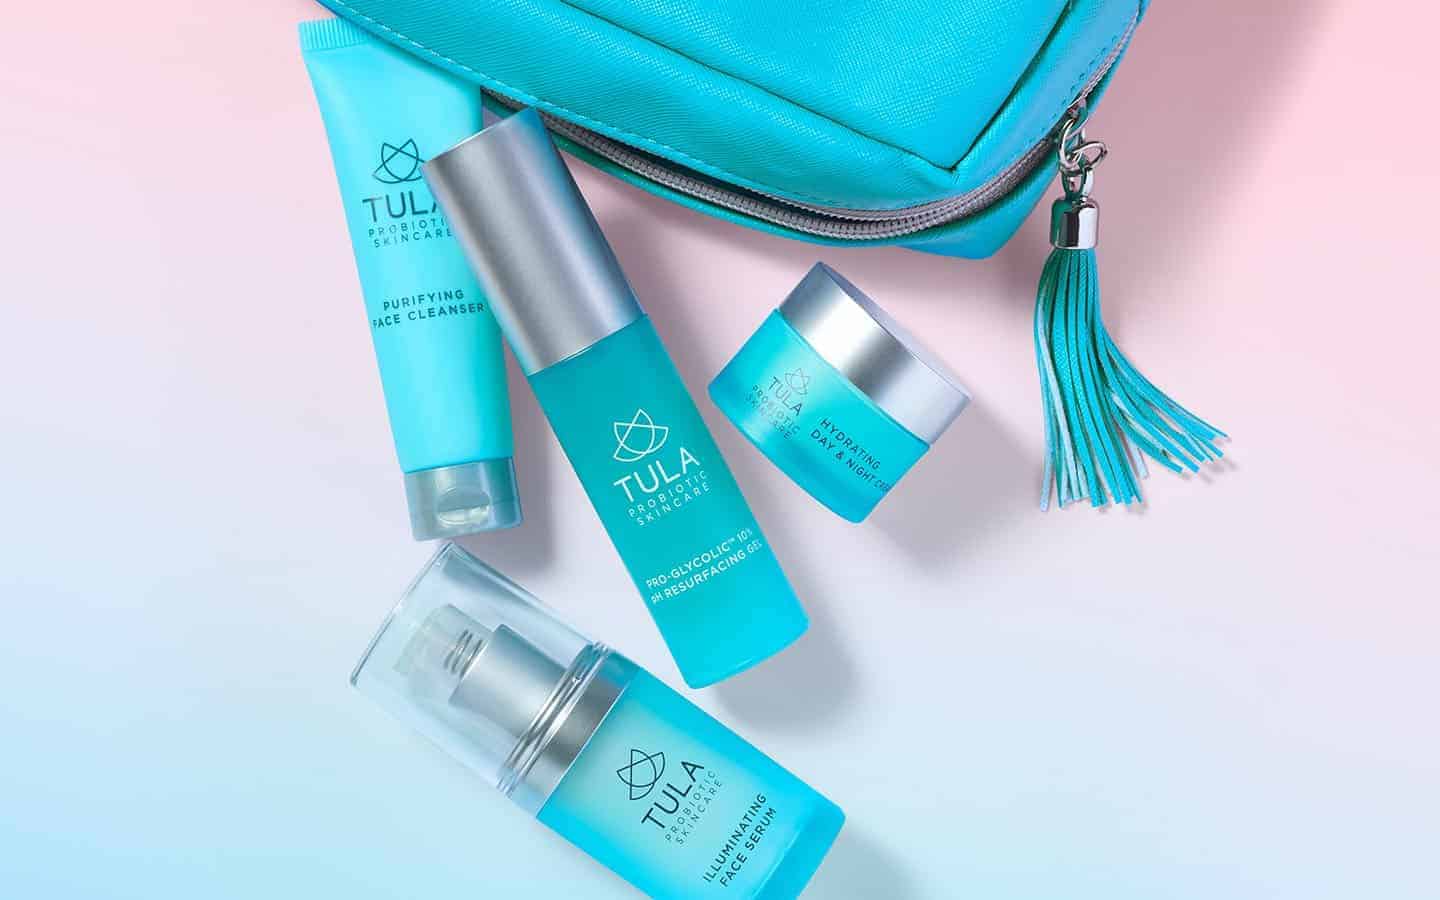 TULA
PROBIOTIC
SKINCARE
PURIFYING
FACE CLEANSER
TULA
PROBIOTIC
SKINCARE
PRO-GLYCOLIC™ 10%
pH RESURFACING GEL
TULA
PROBIOTIC
SKINCARE
HYDRATING
DAY & NIGHT
TULA
PROBIOTIC
SKINCARE
ILLUMINATING
FACE SERUM